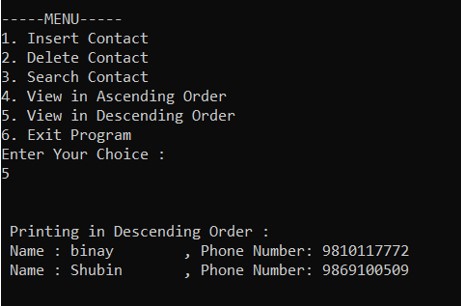 -----MENU-----
1. Insert Contact
2. Delete Contact
3. Search Contact
4. View in Ascending Order
5. View in Descending Order
6. Exit Program
Enter Your Choice :
5
Printing in Descending Order :
Name : binay , Phone Number: 9810117772
Name : Shubin , Phone Number: 9869100509